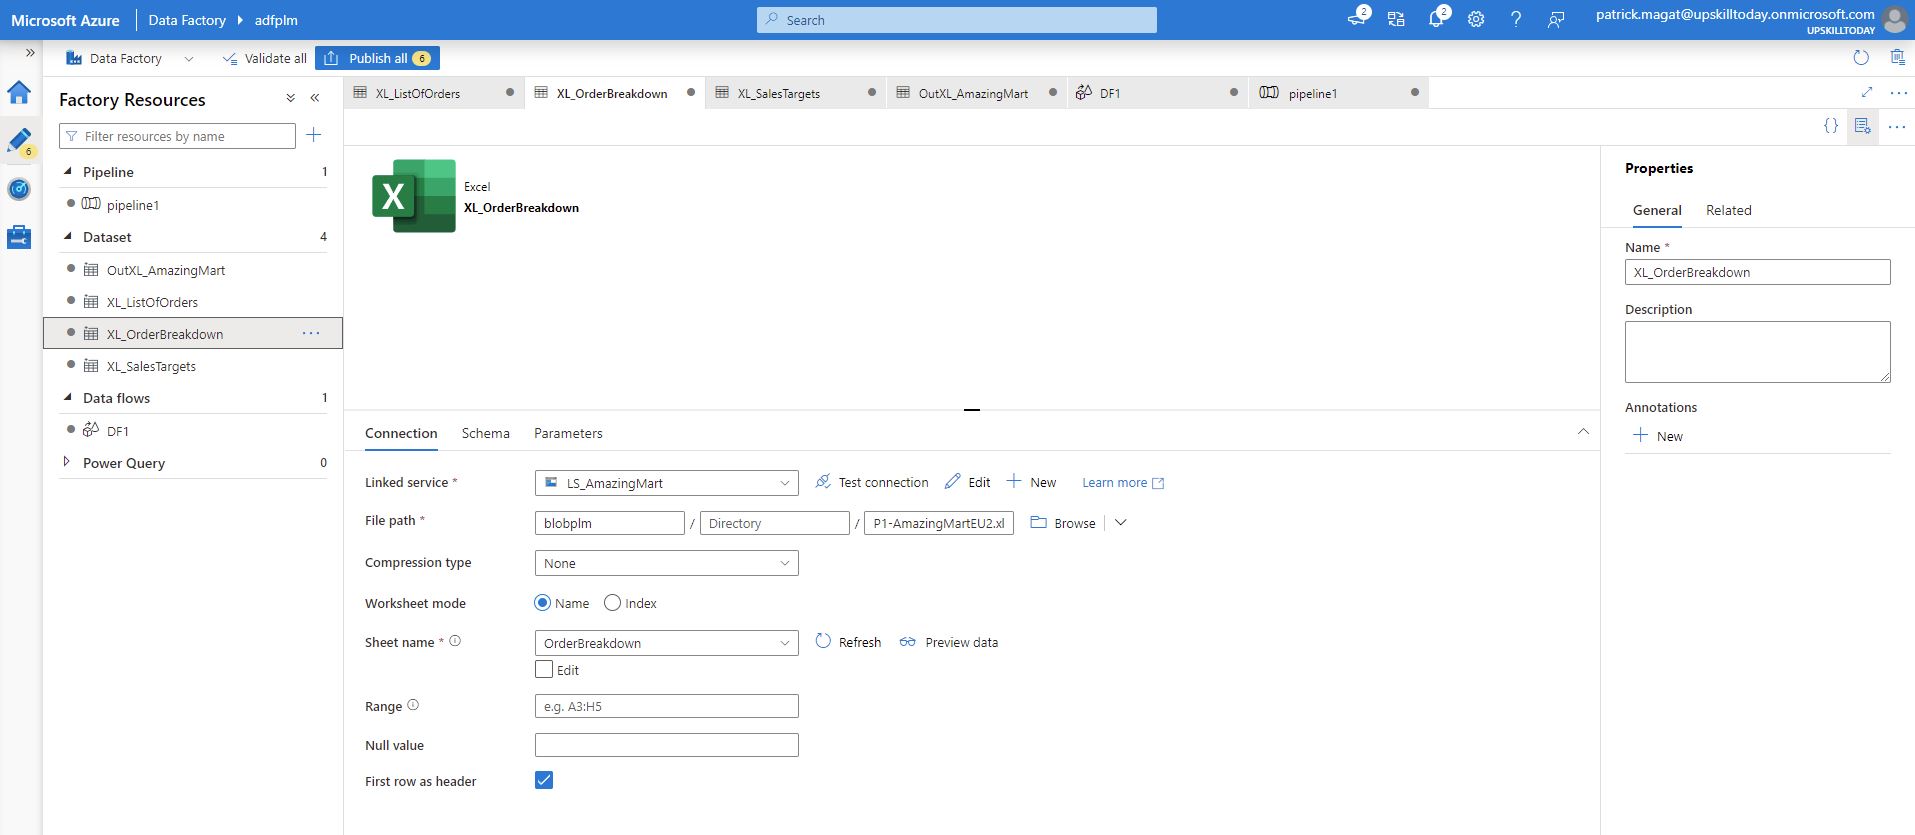 Microsoft Azure
Data Factory
adfplm
Search
2
2
patrick.magat@upskilltoday.onmicrosoft.com
UPSKILLTODAY
Data Factory
Validate all
Publish all 6
Factory Resources
Filter resources by name
6
Pipeline 1
pipeline1
Dataset 4
OutXL_AmazingMart
XL_ListOfOrders
XL_OrderBreakdown
XL_SalesTargets
Data flows 1
DF1
Power Query 0
XL_ListOfOrders
XL_OrderBreakdown
XL_SalesTargets
OutXL_AmazingMart
DF1
pipeline1
X
Excel
XL_OrderBreakdown
Connection
Schema
Parameters
Linked service *
LS_AmazingMart
Test connection
Edit
New
Learn more
File path *
blobplm / Directory / P1-AmazingMartEU2.xl
Browse
Compression type
None
Worksheet mode
Name
Index
Sheet name *
OrderBreakdown
Refresh
Preview data
Edit
Range
e.g. A3:H5
Null value
First row as header
Properties
General
Related
Name *
XL_OrderBreakdown
Description
Annotations
New